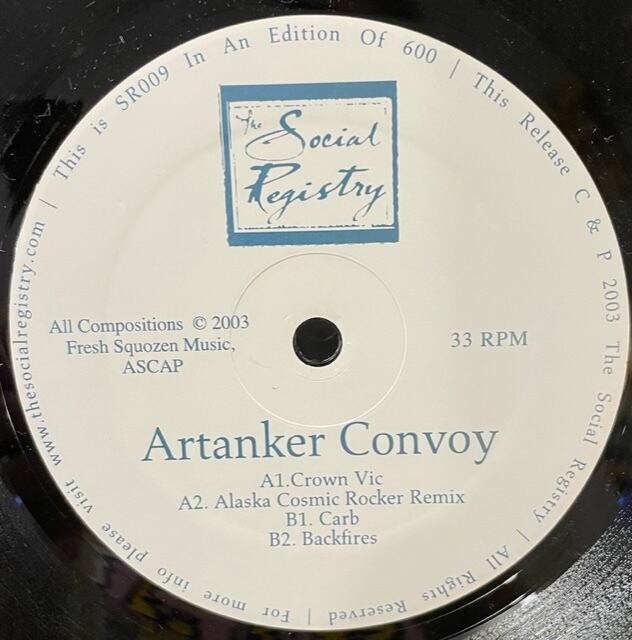 This is SR009 In An Edition Of 600 | This Release C & P 2003 The Social Registry | All Rights Reserved | For more info please visit www.thesocialregistry.com |
The Social
Registry
All Compositions © 2003
Fresh Squozen Music,
ASCAP
33 RPM
Artanker Convoy
A1.Crown Vic
A2. Alaska Cosmic Rocker Remix
B1. Carb
B2. Backfires